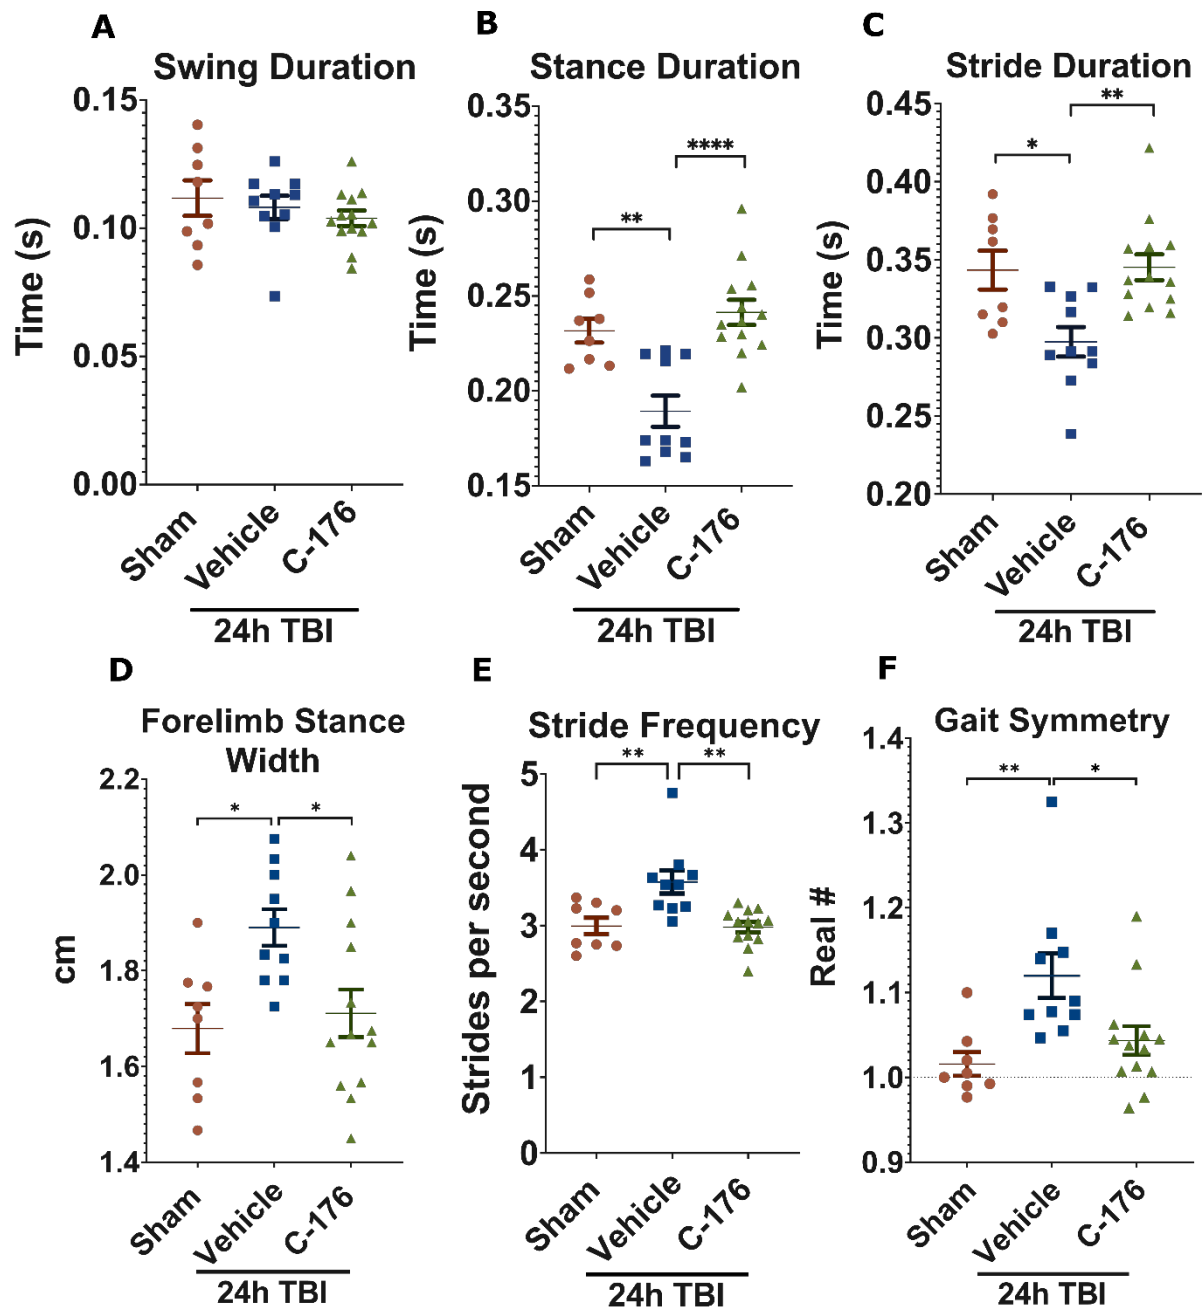 A
Swing Duration
0.15
0.10
0.05
0.00
Time (s)
Sham
Vehicle
C-176
24h TBI
B
Stance Duration
****
**
0.35
0.30
0.25
0.20
0.15
Time (s)
Sham
Vehicle
C-176
24h TBI
C
Stride Duration
**
*
0.45
0.40
0.35
0.30
0.25
0.20
Time (s)
Sham
Vehicle
C-176
24h TBI
D
Forelimb Stance
Width
* *
2.2
2.0
1.8
1.6
1.4
cm
Sham
Vehicle
C-176
24h TBI
E
Stride Frequency
** **
5
4
3
2
1
0
Strides per second
Sham
Vehicle
C-176
24h TBI
F
Gait Symmetry
** *
1.4
1.3
1.2
1.1
1.0
0.9
Real #
Sham
Vehicle
C-176
24h TBI